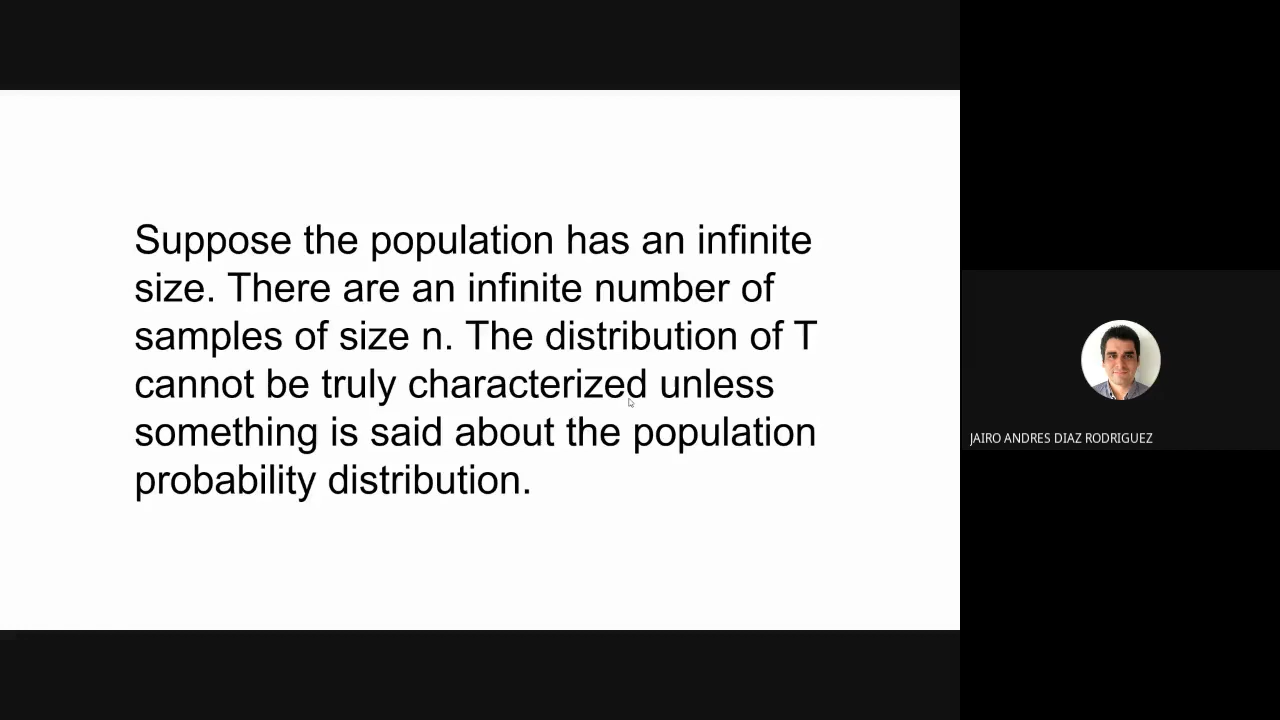 Suppose the population has an infinite
size. There are an infinite number of
samples of size n. The distribution of T
cannot be truly characterized unless
something is said about the population
probability distribution.
JAIRO ANDRES DIAZ RODRIGUEZ